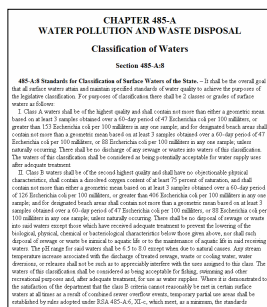 CHAPTER 485-A
WATER POLLUTION AND WASTE DISPOSAL
Classification of Waters
Section 485-A:8
485-A:8 Standards for Classification of Surface Waters of the State. – It shall be the overall goal
that all surface waters attain and maintain specified standards of water quality to achieve the purposes of
the legislative classification. For purposes of classification there shall be 2 classes or grades of surface
waters as follows:
I. Class A waters shall be of the highest quality and shall contain not more than either a geometric mean
based on at least 3 samples obtained over a 60-day period of 47 Escherichia coli per 100 milliliters, or
greater than 153 Escherichia coli per 100 milliliters in any one sample; and for designated beach areas shall
contain not more than a geometric mean based on at least 3 samples obtained over a 60-day period of 47
Escherichia coli per 100 milliliters, or 88 Escherichia coli per 100 milliliters in any one sample, unless
naturally occurring. There shall be no discharge of any sewage or wastes into waters of this classification.
The waters of this classification shall be considered as being potentially acceptable for water supply uses
after adequate treatment.
II. Class B waters shall be of the second highest quality and shall have no objectionable physical
characteristics, shall contain a dissolved oxygen content of at least 75 percent of saturation, and shall
contain not more than either a geometric mean based on at least 3 samples obtained over a 60-day period
of 126 Escherichia coli per 100 milliliters, or greater than 406 Escherichia coli per 100 milliliters in any one
sample; and for designated beach areas shall contain not more than a geometric mean based on at least 3
samples obtained over a 60-day period of 47 Escherichia coli per 100 milliliters, or 88 Escherichia coli per
100 milliliters in any one sample, unless naturally occurring. There shall be no disposal of sewage or waste
into said waters except those which have received adequate treatment to prevent the lowering of the
biological, physical, chemical or bacteriological characteristics below those given above, nor shall such
disposal of sewage or waste be inimical to aquatic life or to the maintenance of aquatic life in said receiving
waters. The pH range for said waters shall be 6.5 to 8.0 except when due to natural causes. Any stream
temperature increase associated with the discharge of treated sewage, waste or cooling water, water
diversions, or releases shall not be such as to appreciably interfere with the uses assigned to this class. The
waters of this classification shall be considered as being acceptable for fishing, swimming and other
recreational purposes and, after adequate treatment, for use as water supplies. Where it is demonstrated to
the satisfaction of the department that the class B criteria cannot reasonably be met in certain surface
waters at all times as a result of combined sewer overflow events, temporary partial use areas shall be
established by rules adopted under RSA 485-A:6, XI-c, which meet, as a minimum, the standards